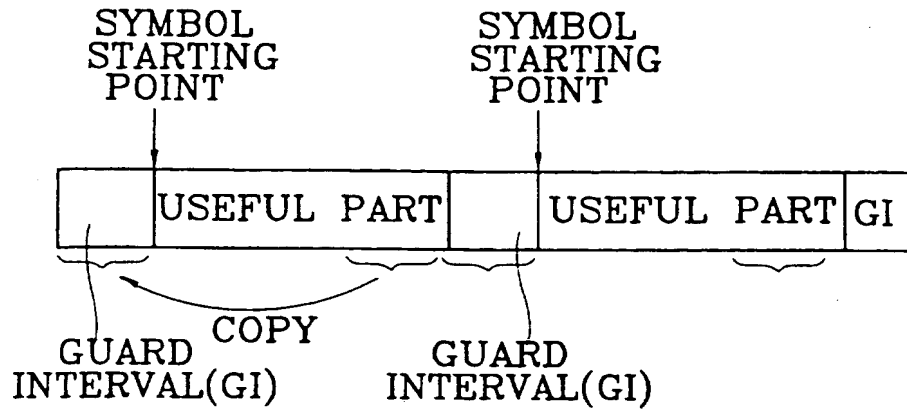 SYMBOL
STARTING
POINT
SYMBOL
STARTING
POINT
USEFUL PART
USEFUL PART
GI
COPY
GUARD
INTERVAL(GI)
GUARD
INTERVAL(GI)